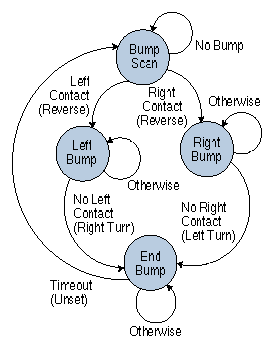 Bump
Scan
No Bump
Left
Contact
(Reverse)
Right
Contact
(Reverse)
Otherwise
Left
Bump
Right
Bump
Otherwise
No Left
Contact
(Right Turr)
No Right
Contact
(Left Turn)
End
Bump
Timeout
(Unset)
Otherwise